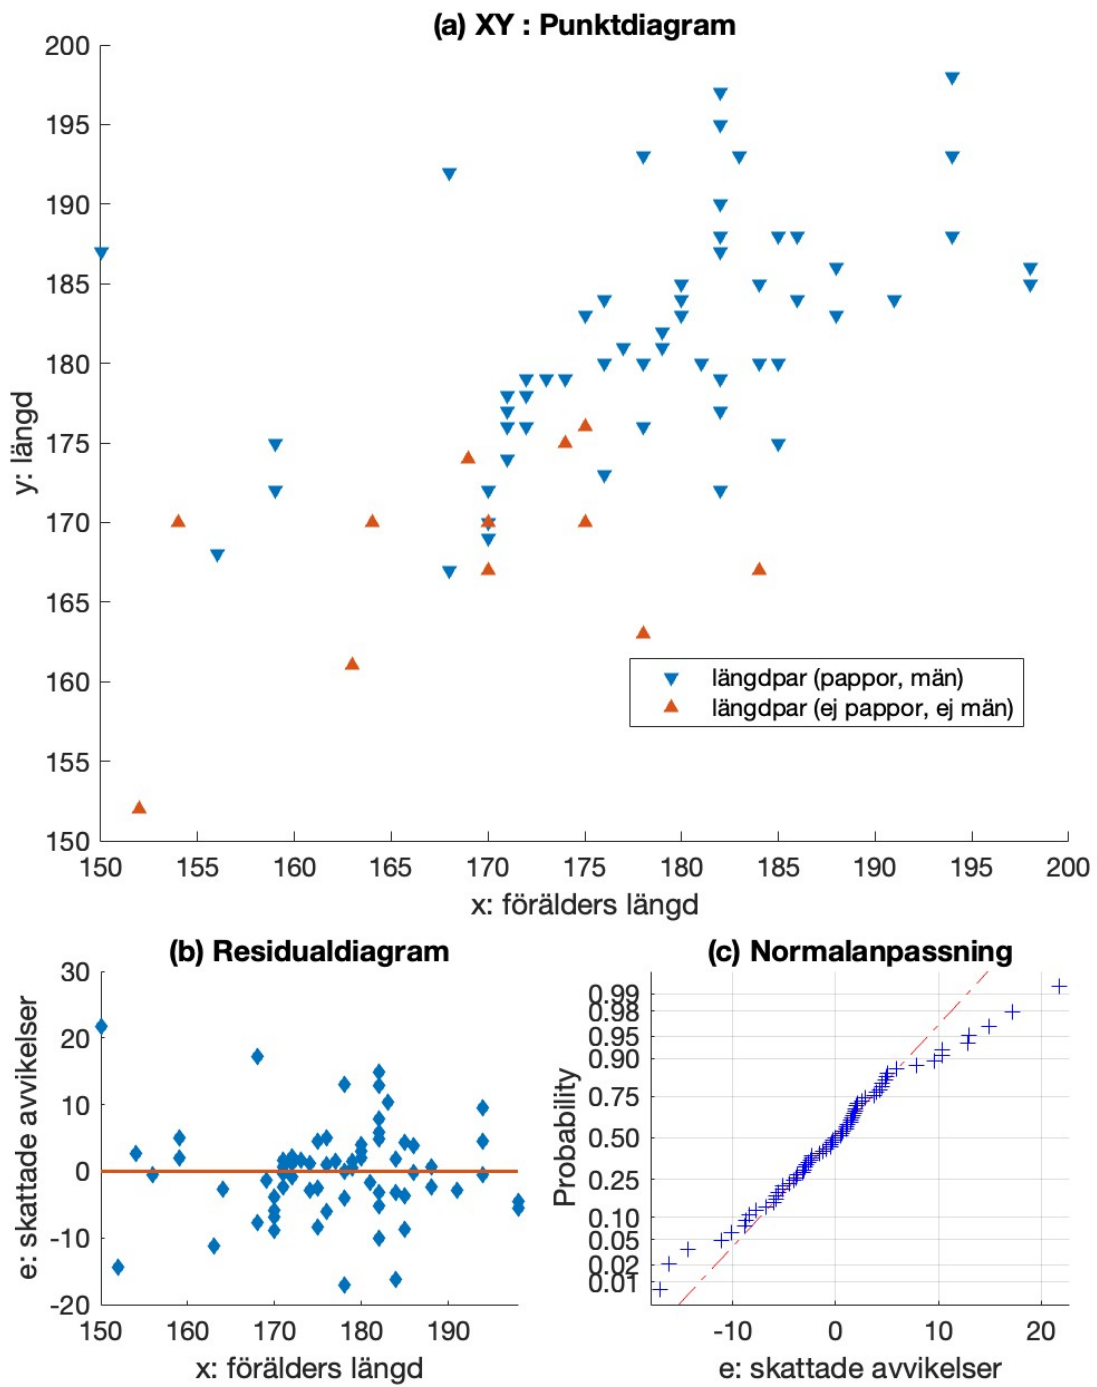 (a) XY : Punktdiagram
200
195
190
185
180
175
170
165
160
155
150
y: längd
längdpar (pappor, män)
längdpar (ej pappor, ej män)
150 155 160 165 170 175 180 185 190 195 200
x: förälders längd
(b) Residualdiagram
30
20
10
0
-10
-20
e: skattade avvikelser
150 160 170 180 190
x: förälders längd
(c) Normalanpassning
0.99
0.98
0.95
0.90
0.75
0.50
0.25
0.10
0.05
0.02
0.01
Probability
-10 0 10 20
e: skattade avvikelser